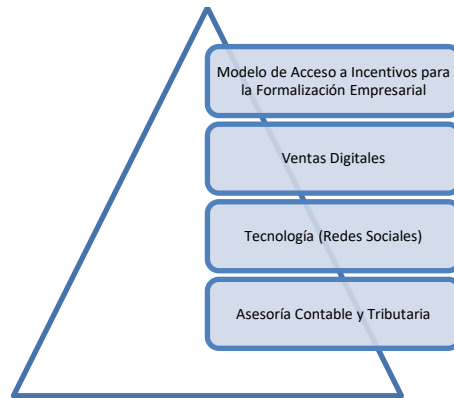 Modelo de Acceso a Incentivos para
la Formalización Empresarial
Ventas Digitales
Tecnología (Redes Sociales)
Asesoría Contable y Tributaria